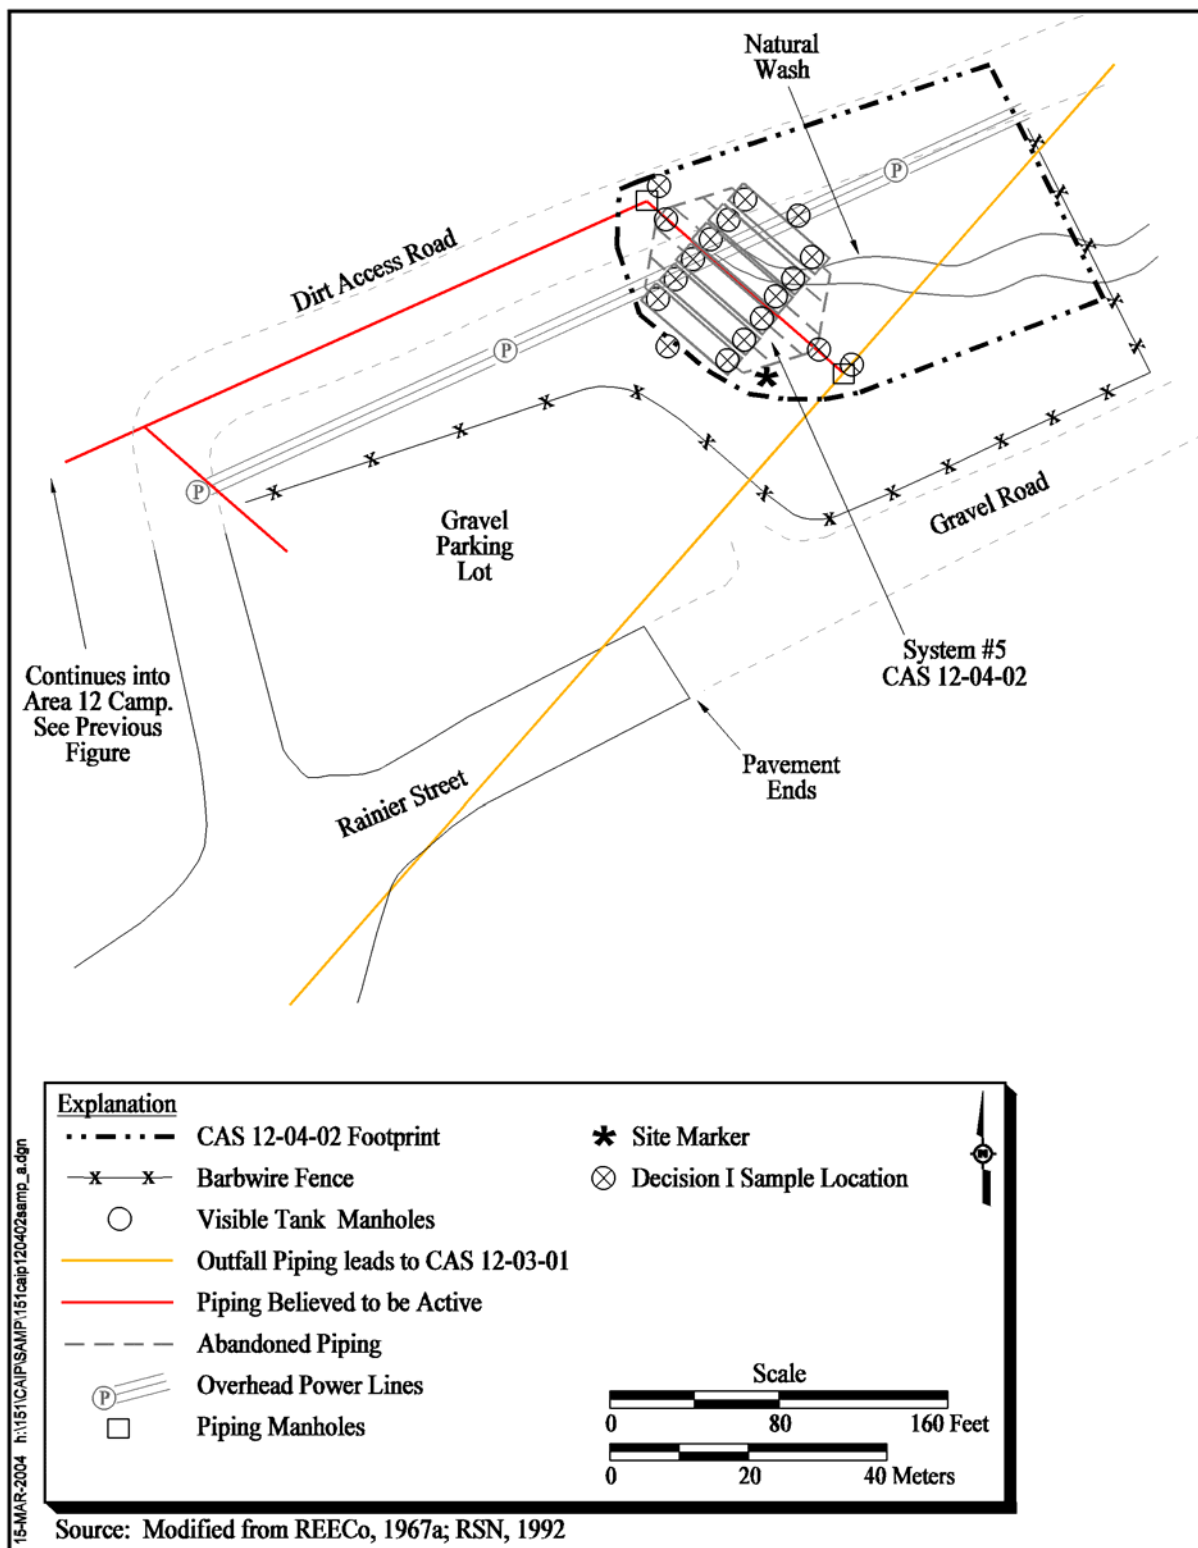 Natural
Wash
P
Dirt Access Road
P
P
Gravel
Parking
Lot
Gravel Road
Continues into
Area 12 Camp.
See Previous
Figure
System #5
CAS 12-04-02
Pavement
Ends
Rainier Street
Explanation
CAS 12-04-02 Footprint
Barbwire Fence
Visible Tank Manholes
Outfall Piping leads to CAS 12-03-01
Piping Believed to be Active
Abandoned Piping
P Overhead Power Lines
Piping Manholes
* Site Marker
Decision I Sample Location
N
Scale
0 80 160 Feet
0 20 40 Meters
15-MAR-2004 h:\151\CAIP\SAMP\151caip120402samp_a.dgn
Source: Modified from REECo, 1967a; RSN, 1992